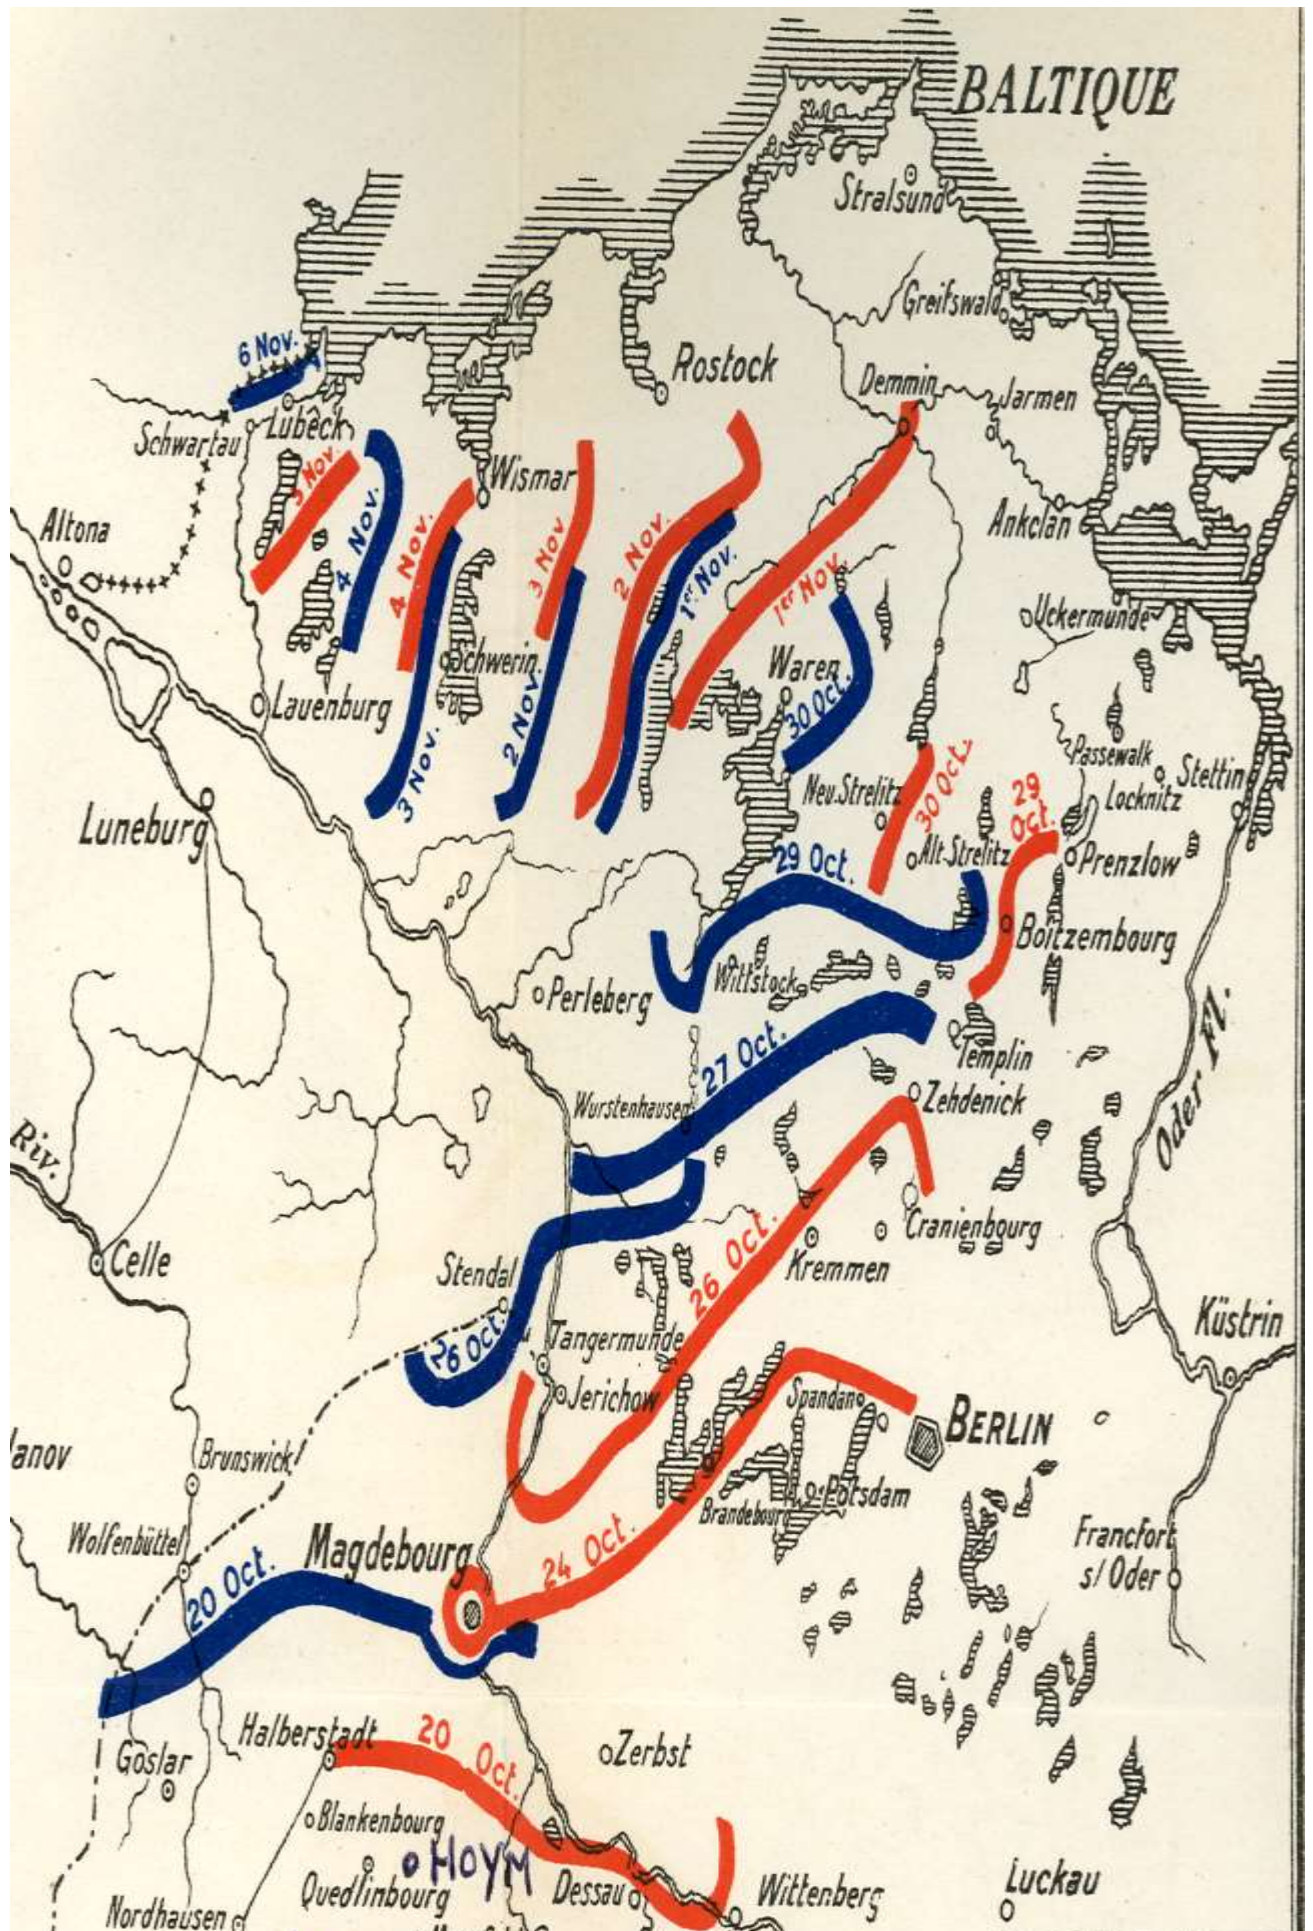 BALTIQUE
Stralsund
Greifswald
6 Nov.
Rostock
Demmin
Jarmen
Schwartau
Lübeck
5 Nov.
Wismar
Altona
4 Nov.
4 Nov.
3 Nov
2 Nov.
1er Nov.
1er Nov.
Ankclan
Uckermünde
Schwerin
Waren
Lauenburg
30 Oct.
2 Nov.
3 Nov.
Passewalk
Stettin
Neu.Strelitz
30 Oct.
29
Oct.
Locknitz
Luneburg
Alt.Strelitz
Prenzlow
29 Oct.
Boitzembourg
Wittstock
Perleberg
27 Oct.
Templin
Oder Fl.
Wurstenhausen
Zehdenick
Riv.
Cranienbourg
Celle
Stendal
26 Oct.
Kremmen
Küstrin
26 Oct.
Tangermunde
Jerichow
Spandau
BERLIN
anov
Brunswick
Brandebourg
Potsdam
Wolfenbüttel
Magdebourg
24 Oct.
Francfort
s/Oder
20 Oct.
Halberstadt
20 Oct.
Zerbst
Goslar
Blankenbourg
HOYM
Quedlimbourg
Dessau
Wittenberg
Luckau
Nordhausen